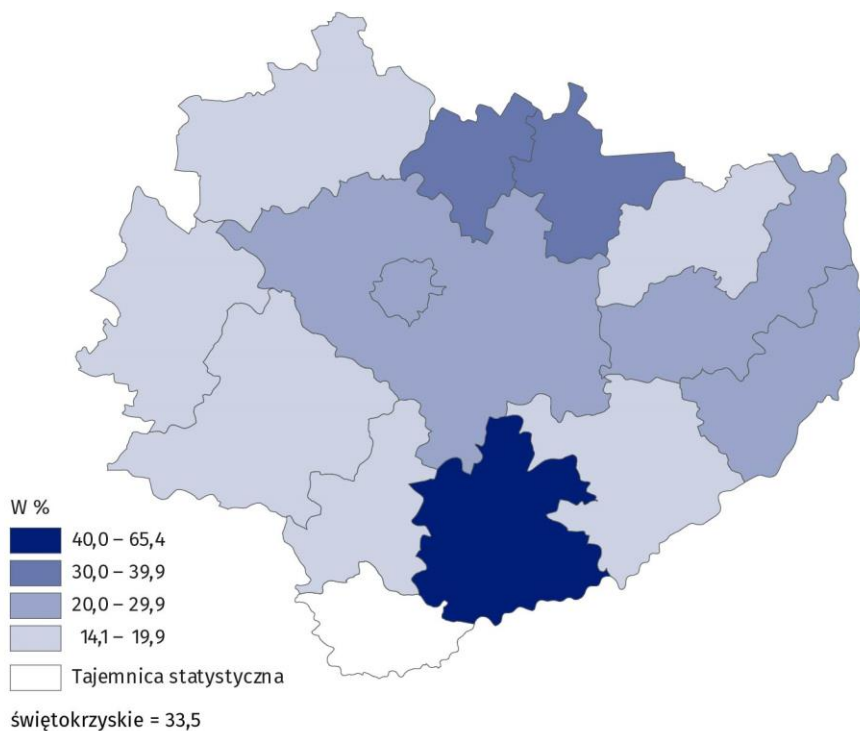 W %
40,0 – 65,4
30,0 – 39,9
20,0 – 29,9
14,1 – 19,9
Tajemnica statystyczna
świętokrzyskie = 33,5